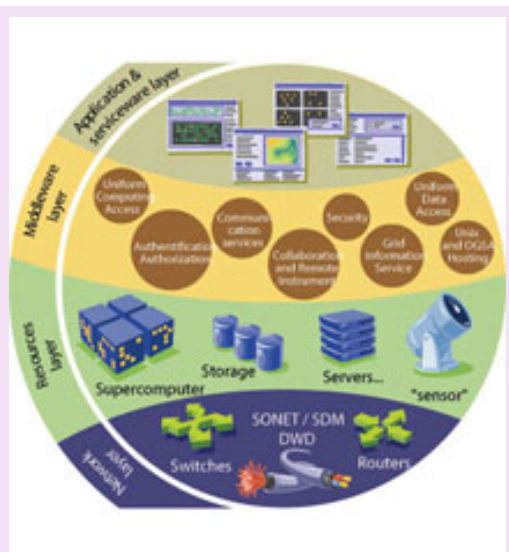 Application &
serviceware layer
Middleware
layer
Uniform
Computing
Access
Authentification
Authorization
Communi-
cation
services
Collaboration
and Remote
Instrument
Security
Grid
Information
Service
Uniform
Data
Access
Unix
and OGSA
Hosting
Resources
layer
Supercomputer
Storage
Servers...
"sensor"
Network
layer
Switches
SONET / SDM
DWD
Routers